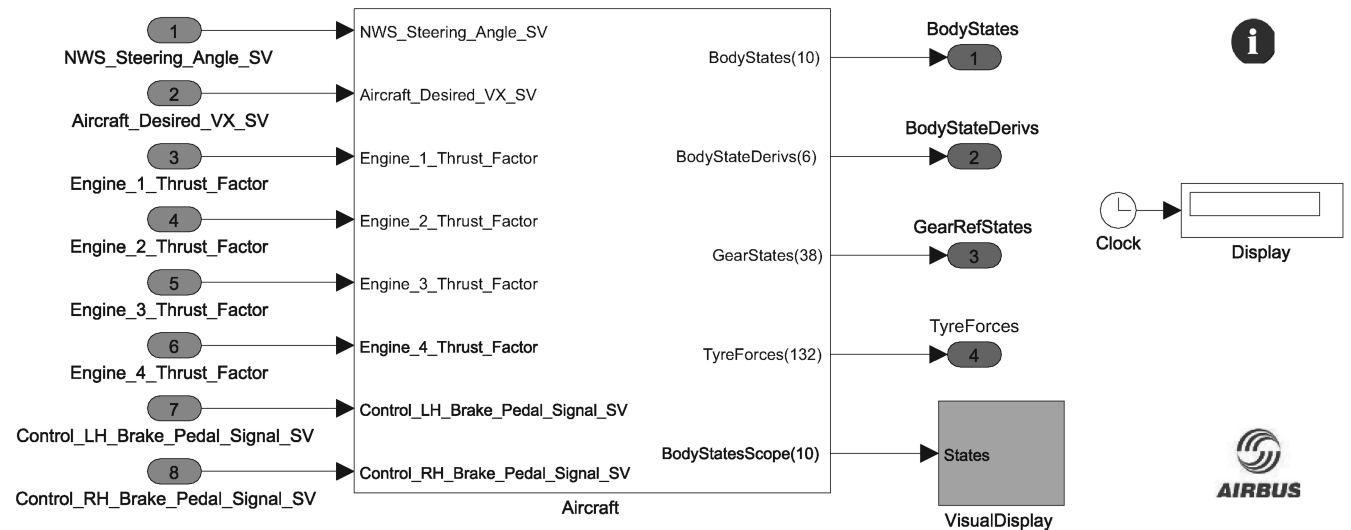 1
NWS_Steering_Angle_SV
2
Aircraft_Desired_VX_SV
3
Engine_1_Thrust_Factor
4
Engine_2_Thrust_Factor
5
Engine_3_Thrust_Factor
6
Engine_4_Thrust_Factor
7
Control_LH_Brake_Pedal_Signal_SV
8
Control_RH_Brake_Pedal_Signal_SV
NWS_Steering_Angle_SV
Aircraft_Desired_VX_SV
Engine_1_Thrust_Factor
Engine_2_Thrust_Factor
Engine_3_Thrust_Factor
Engine_4_Thrust_Factor
Control_LH_Brake_Pedal_Signal_SV
Control_RH_Brake_Pedal_Signal_SV
BodyStates(10)
BodyStateDerivs(6)
GearStates(38)
TyreForces(132)
BodyStatesScope(10)
Aircraft
BodyStates
1
BodyStateDerivs
2
GearRefStates
3
TyreForces
4
States
VisualDisplay
i
Clock
Display
AIRBUS